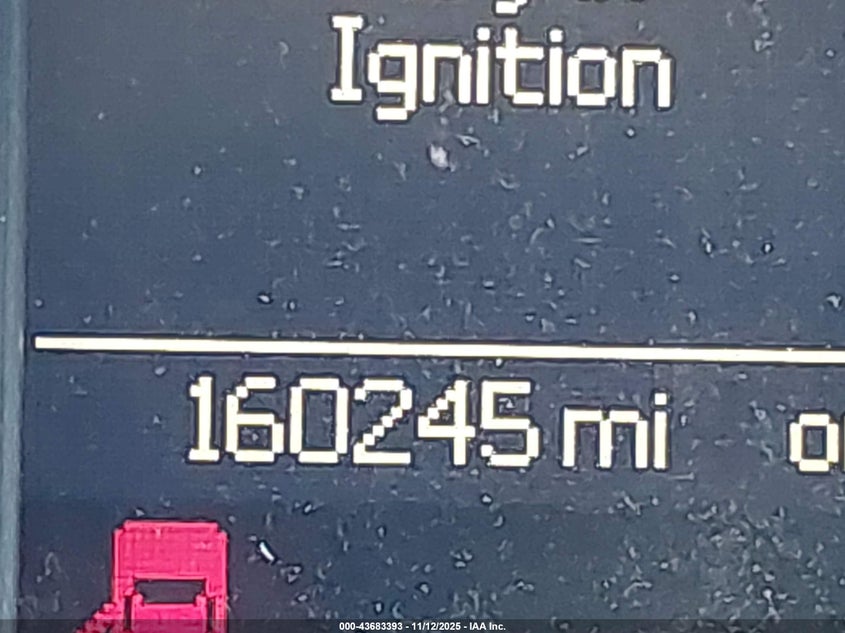 Ignition
160245 mi
000-43683393 - 11/12/2025 - IAA Inc.